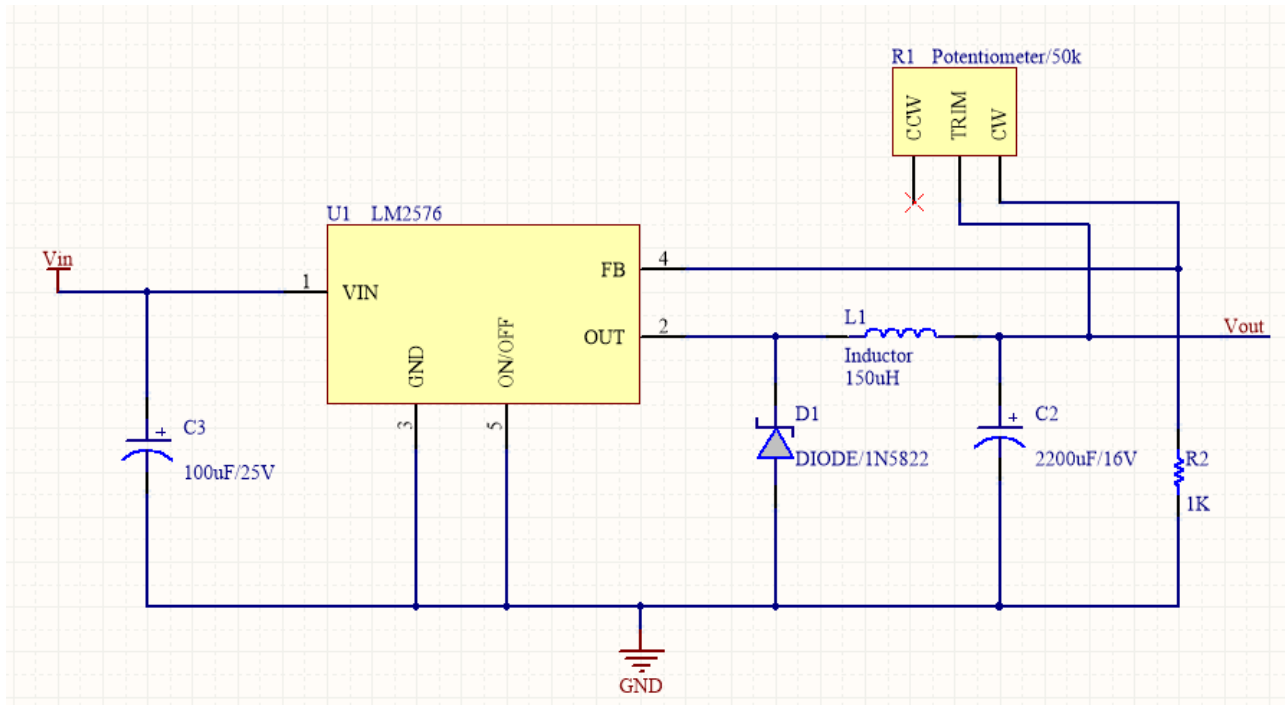 R1 Potentiometer/50k
CCW
TRIM
CW
U1 LM2576
Vin
1
VIN
FB
4
OUT
2
GND
ON/OFF
3
5
L1
Inductor
150uH
Vout
C3
+
100uF/25V
D1
DIODE/1N5822
+
C2
2200uF/16V
R2
1K
GND